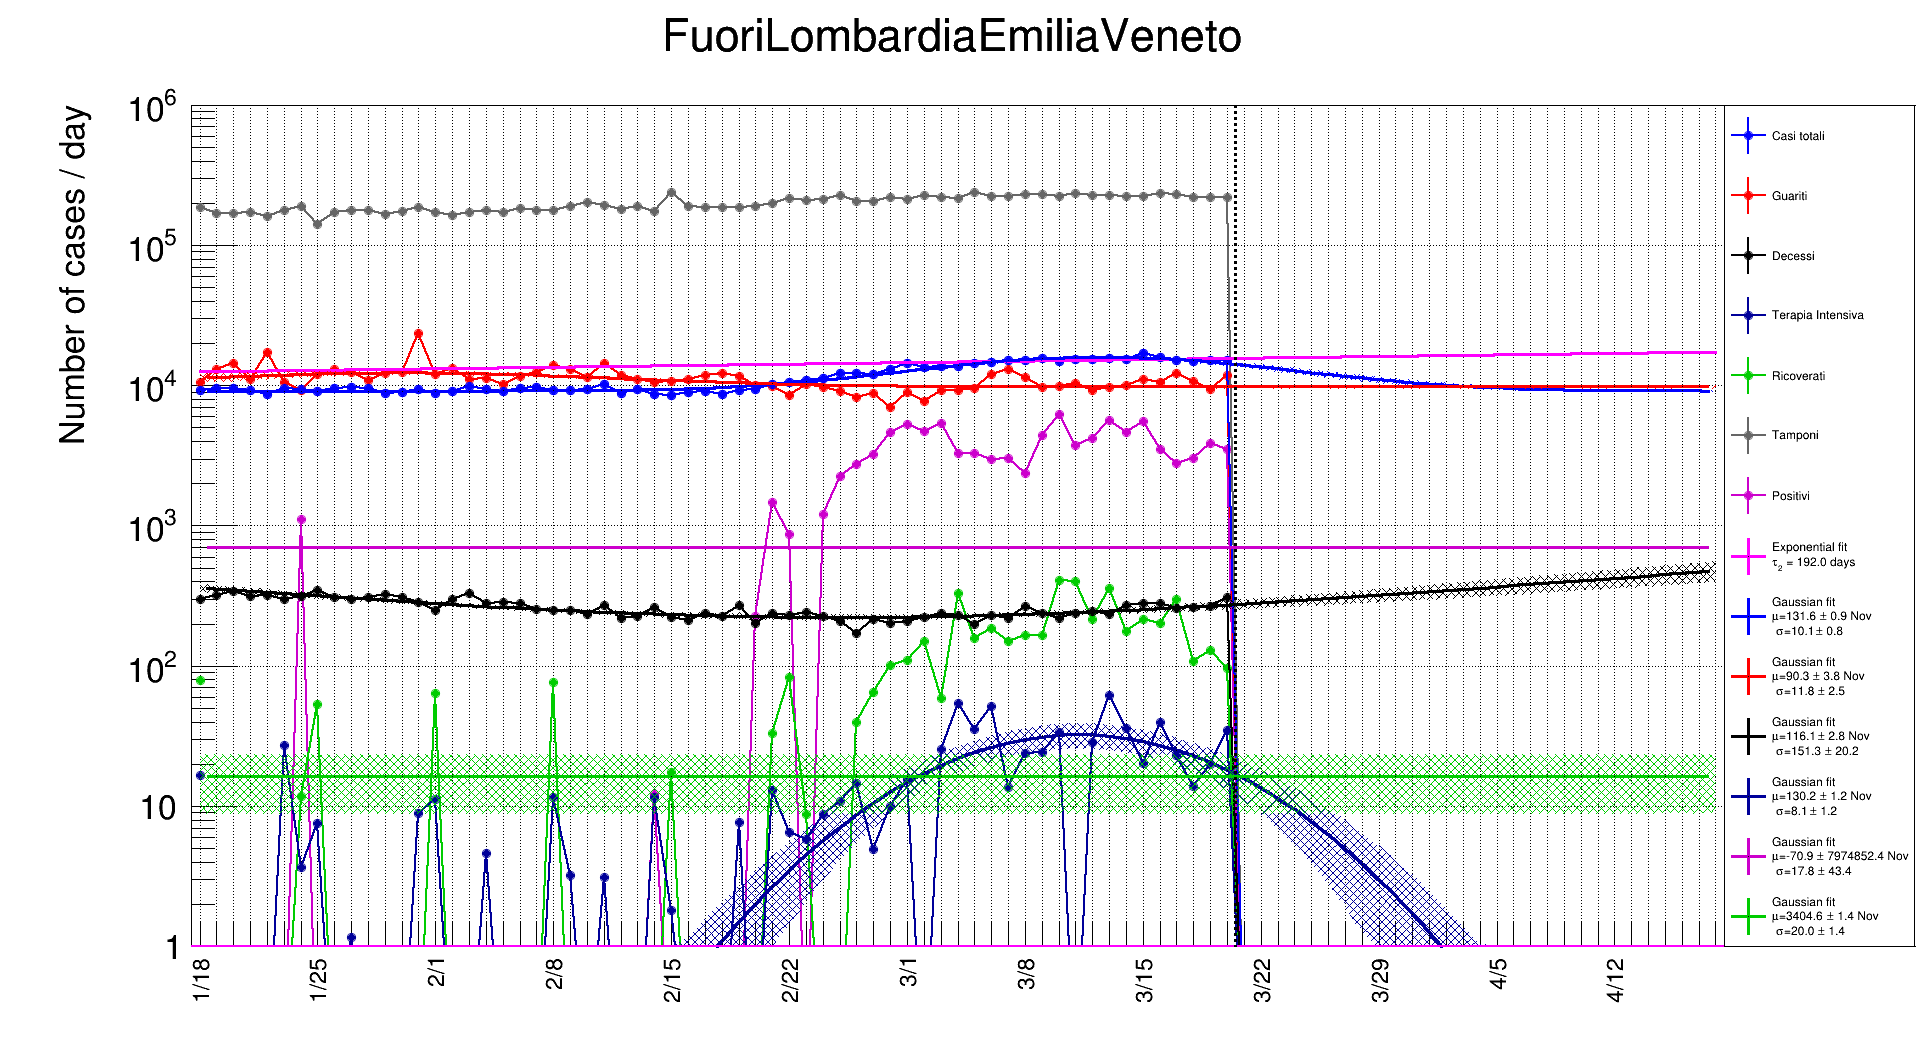 FuoriLombardiaEmiliaVeneto
Number of cases / day
10^6
10^5
10^4
10^3
10^2
10
1
1/18
1/25
2/1
2/8
2/15
2/22
3/1
3/8
3/15
3/22
3/29
4/5
4/12
Casi totali
Guariti
Decessi
Terapia Intensiva
Ricoverati
Tamponi
Positivi
Exponential fit
τ₂ = 192.0 days
Gaussian fit
μ=131.6 ± 0.9 Nov
σ=10.1 ± 0.8
Gaussian fit
μ=90.3 ± 3.8 Nov
σ=11.8 ± 2.5
Gaussian fit
μ=116.1 ± 2.8 Nov
σ=151.3 ± 20.2
Gaussian fit
μ=130.2 ± 1.2 Nov
σ=8.1 ± 1.2
Gaussian fit
μ=-70.9 ± 7974852.4 Nov
σ=17.8 ± 43.4
Gaussian fit
μ=3404.6 ± 1.4 Nov
σ=20.0 ± 1.4